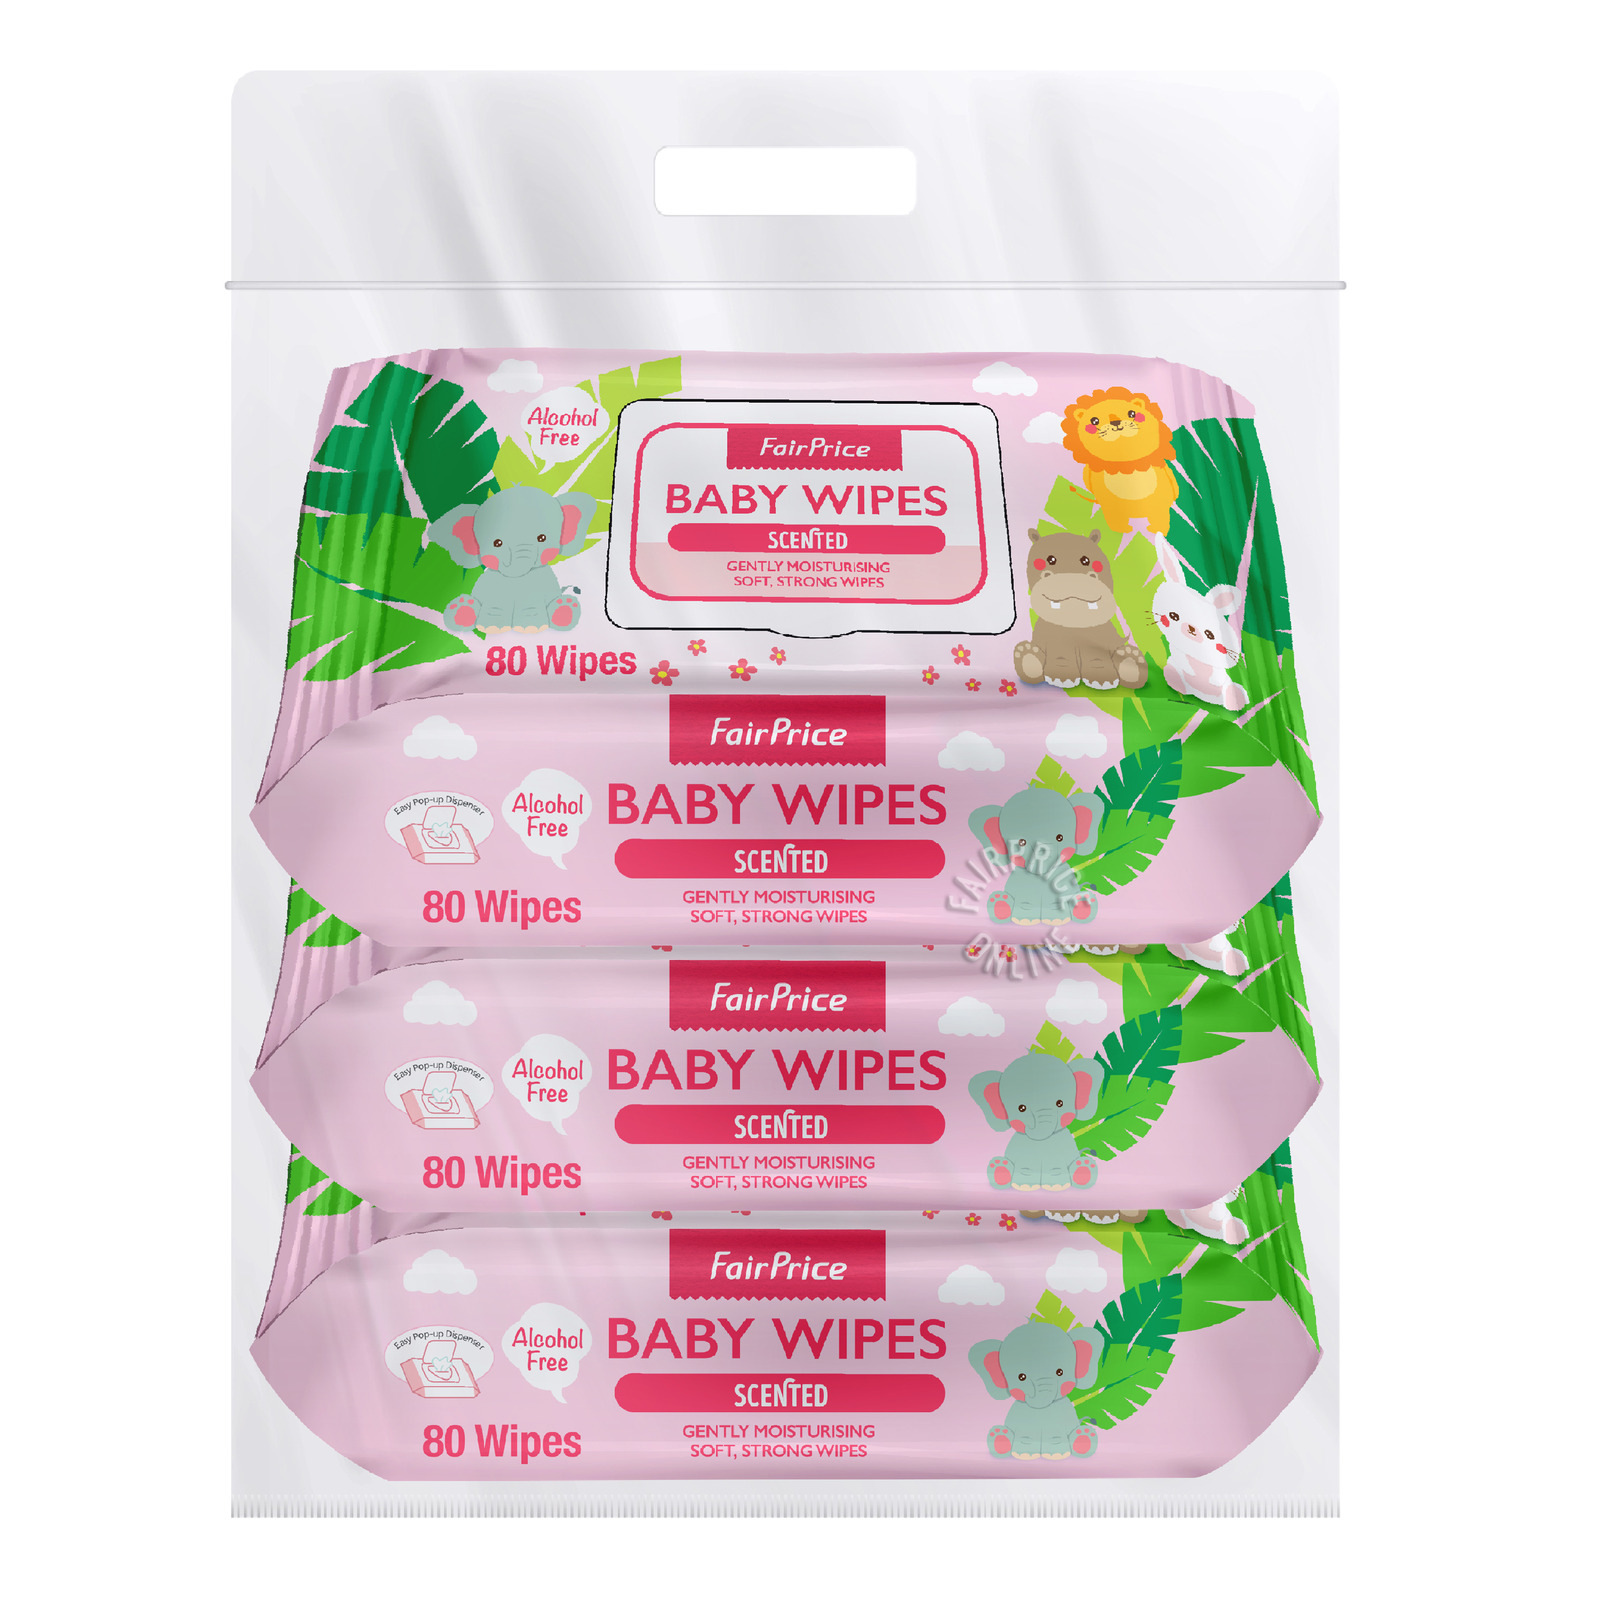 Alcohol
Free
FairPrice
BABY WIPES
SCENTED
GENTLY MOISTURISING
SOFT, STRONG WIPES
80 Wipes
FairPrice
Easy Pop-up Dispenser
Alcohol
Free
BABY WIPES
SCENTED
80 Wipes
GENTLY MOISTURISING
SOFT, STRONG WIPES
FAIRPRICE
ONLINE
FairPrice
Easy Pop-up Dispenser
Alcohol
Free
BABY WIPES
SCENTED
80 Wipes
GENTLY MOISTURISING
SOFT, STRONG WIPES
FairPrice
Easy Pop-up Dispenser
Alcohol
Free
BABY WIPES
SCENTED
80 Wipes
GENTLY MOISTURISING
SOFT, STRONG WIPES